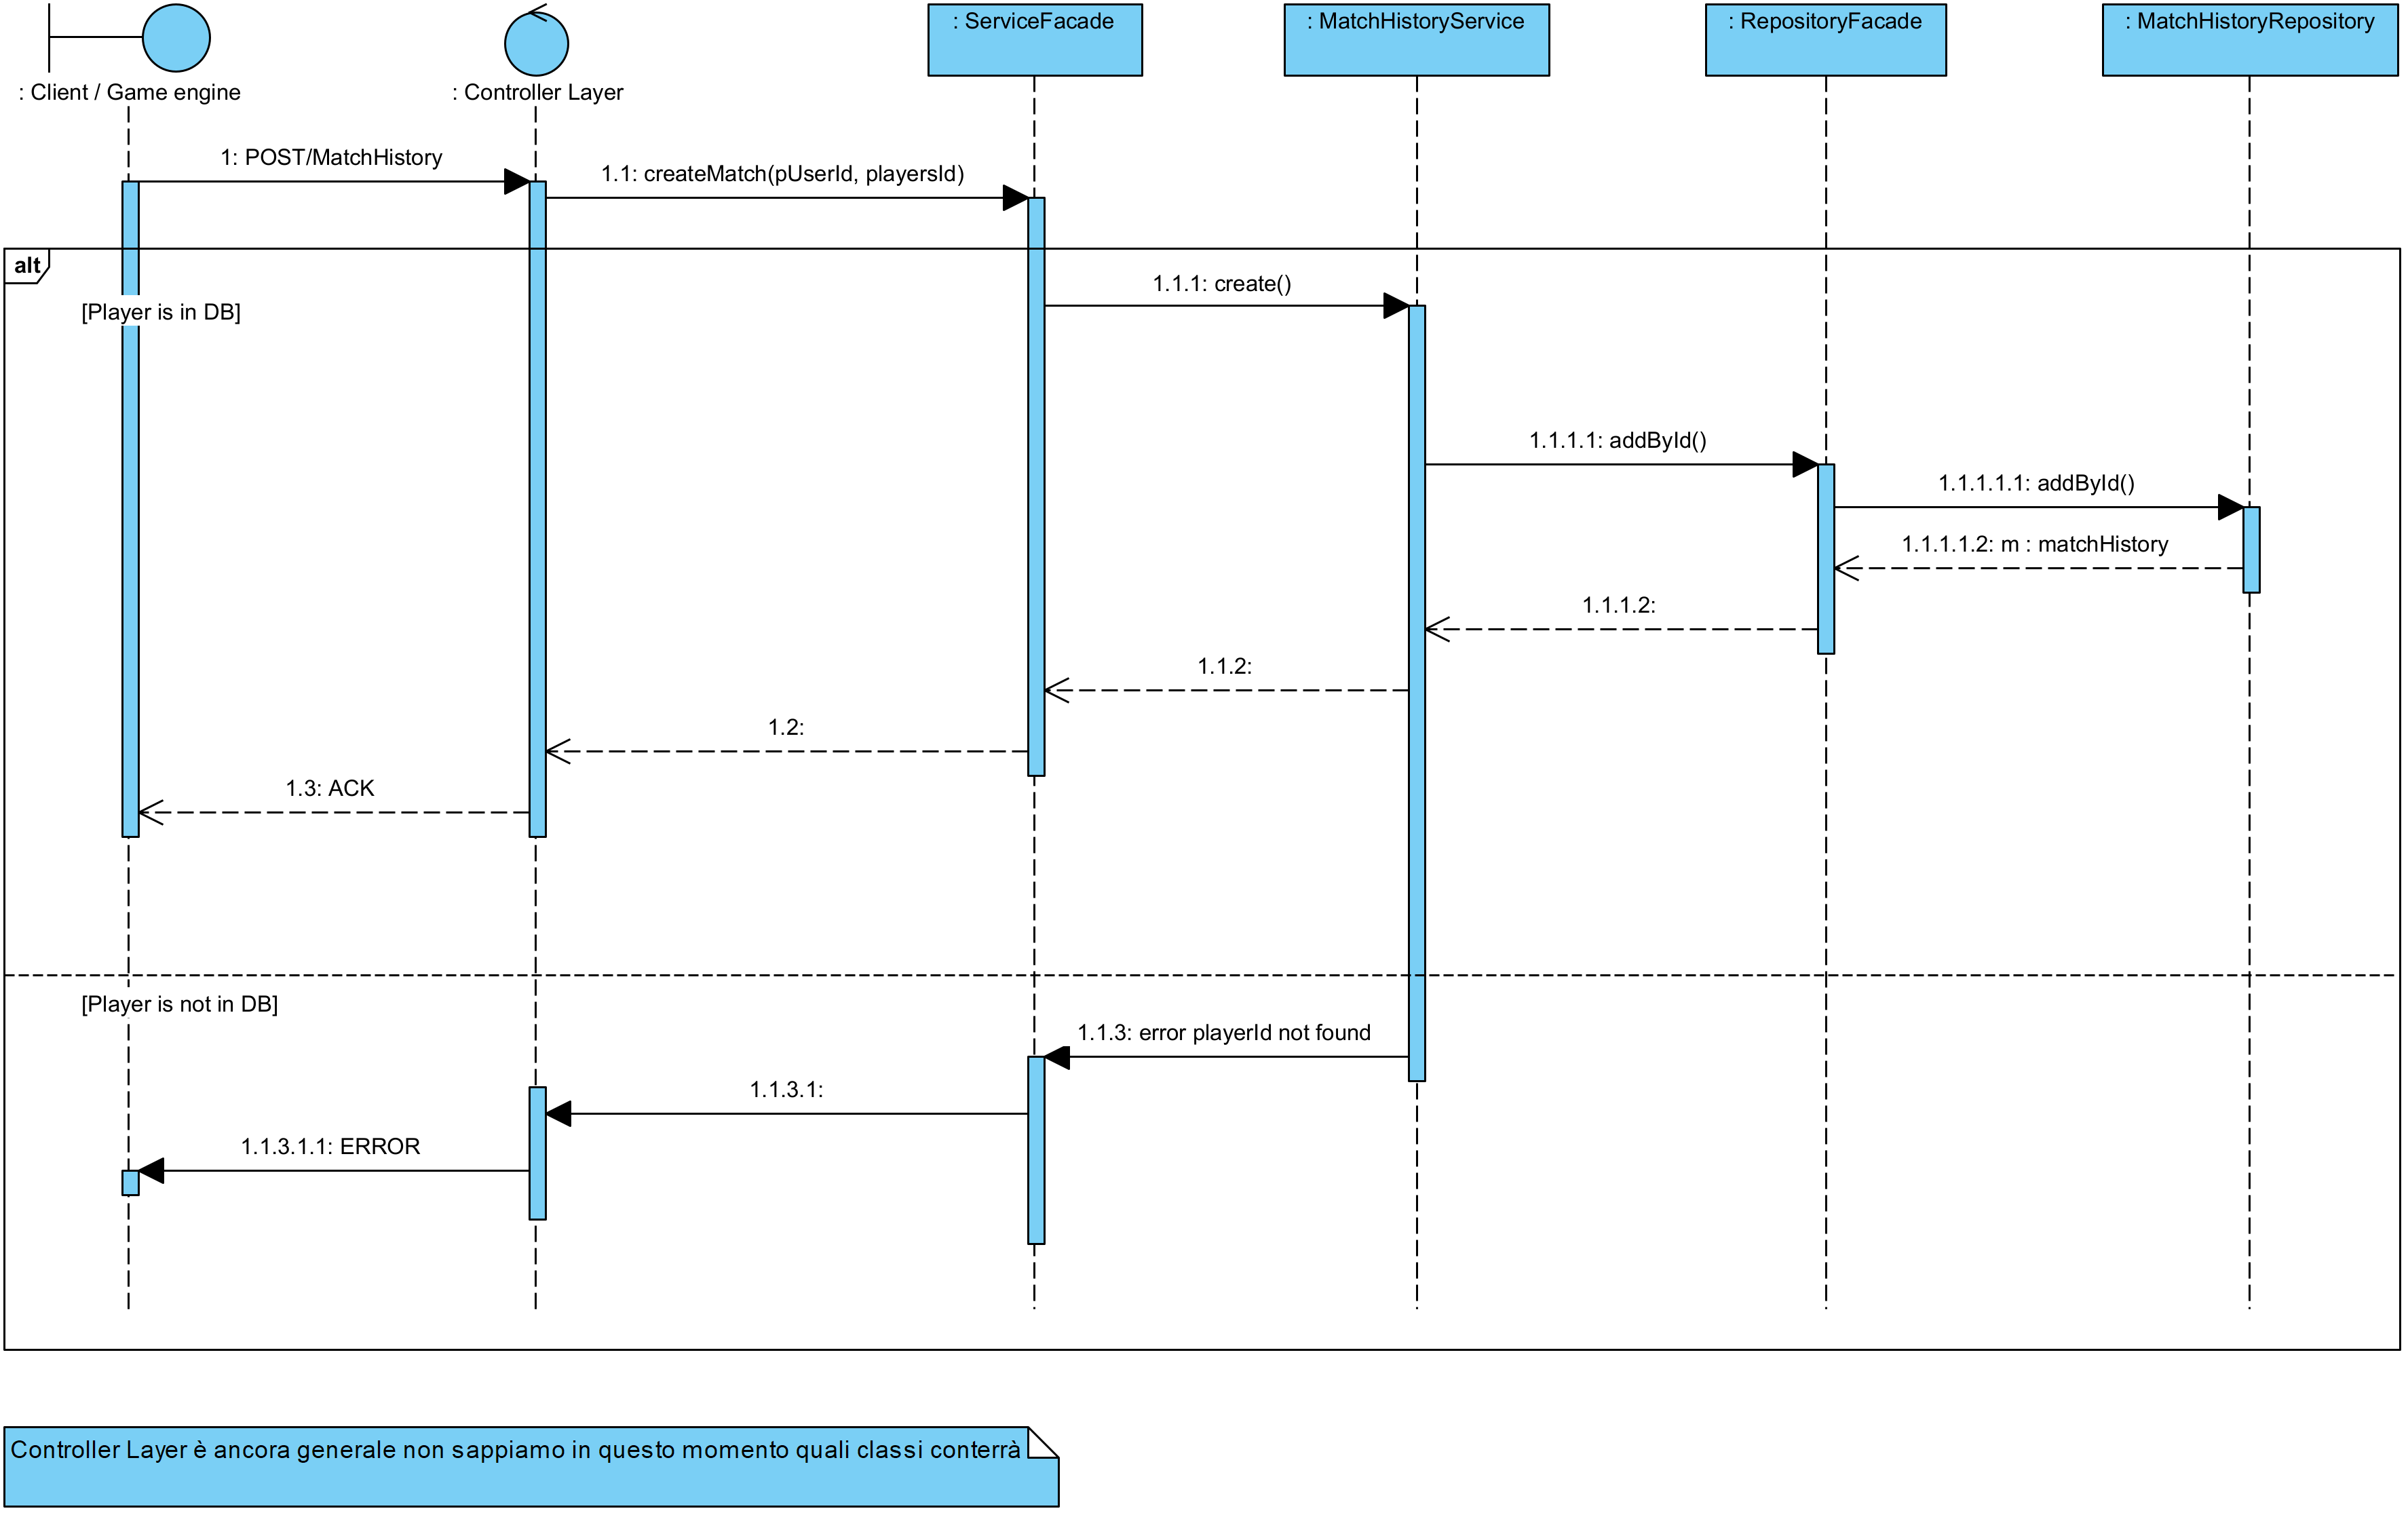 : Client / Game engine
: Controller Layer
: ServiceFacade
: MatchHistoryService
: RepositoryFacade
: MatchHistoryRepository
1: POST/MatchHistory
1.1: createMatch(pUserId, playersId)
alt
[Player is in DB]
1.1.1: create()
1.1.1.1: addById()
1.1.1.1.1: addById()
1.1.1.1.2: m : matchHistory
1.1.1.2:
1.1.2:
1.2:
1.3: ACK
[Player is not in DB]
1.1.3: error playerId not found
1.1.3.1:
1.1.3.1.1: ERROR
Controller Layer è ancora generale non sappiamo in questo momento quali classi conterrà